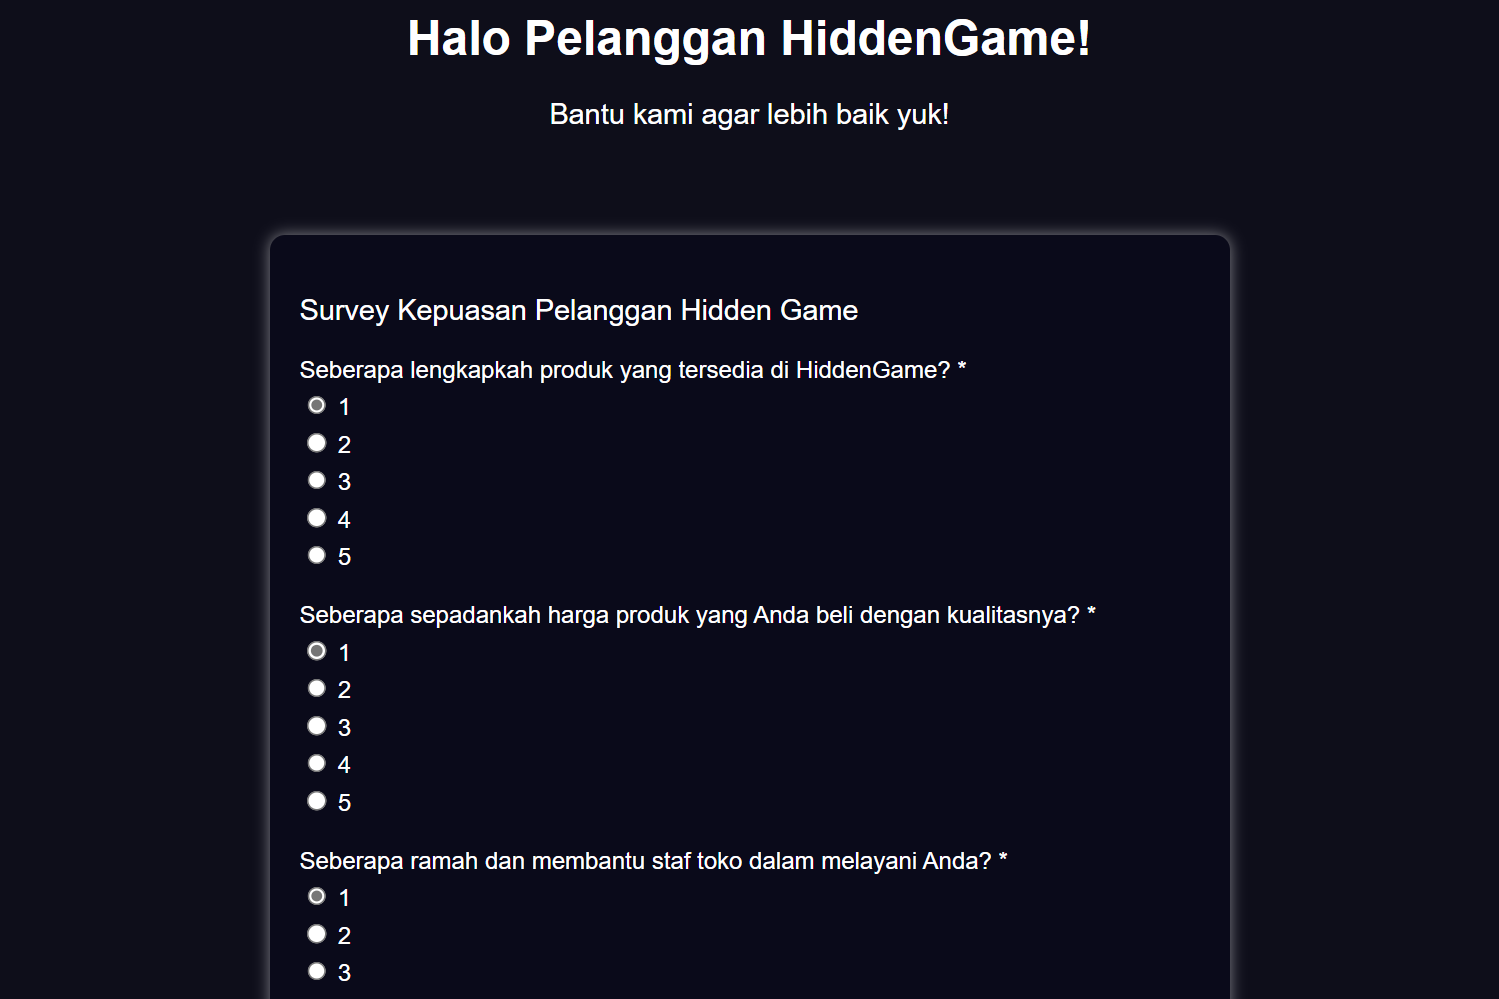 Halo Pelanggan HiddenGame!
Bantu kami agar lebih baik yuk!
Survey Kepuasan Pelanggan Hidden Game
Seberapa lengkapkah produk yang tersedia di HiddenGame? *
1
2
3
4
5
Seberapa sepadankah harga produk yang Anda beli dengan kualitasnya? *
1
2
3
4
5
Seberapa ramah dan membantu staf toko dalam melayani Anda? *
1
2
3